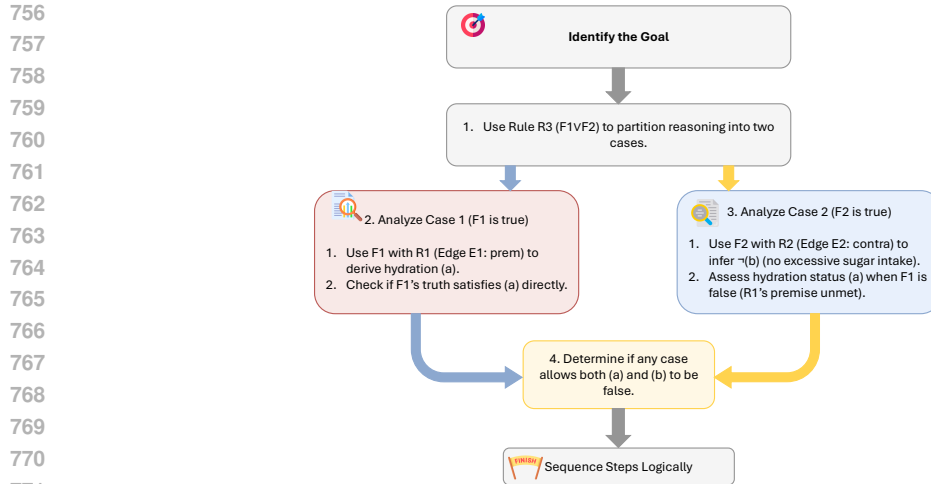 756
757
758
759
760
761
762
763
764
765
766
767
768
769
770
Identify the Goal
1. Use Rule R3 (F1∨F2) to partition reasoning into two
cases.
2. Analyze Case 1 (F1 is true)
1. Use F1 with R1 (Edge E1: prem) to
derive hydration (a).
2. Check if F1's truth satisfies (a) directly.
3. Analyze Case 2 (F2 is true)
1. Use F2 with R2 (Edge E2: contra) to
infer ¬(b) (no excessive sugar intake).
2. Assess hydration status (a) when F1 is
false (R1's premise unmet).
4. Determine if any case
allows both (a) and (b) to be
false.
FINISH
Sequence Steps Logically